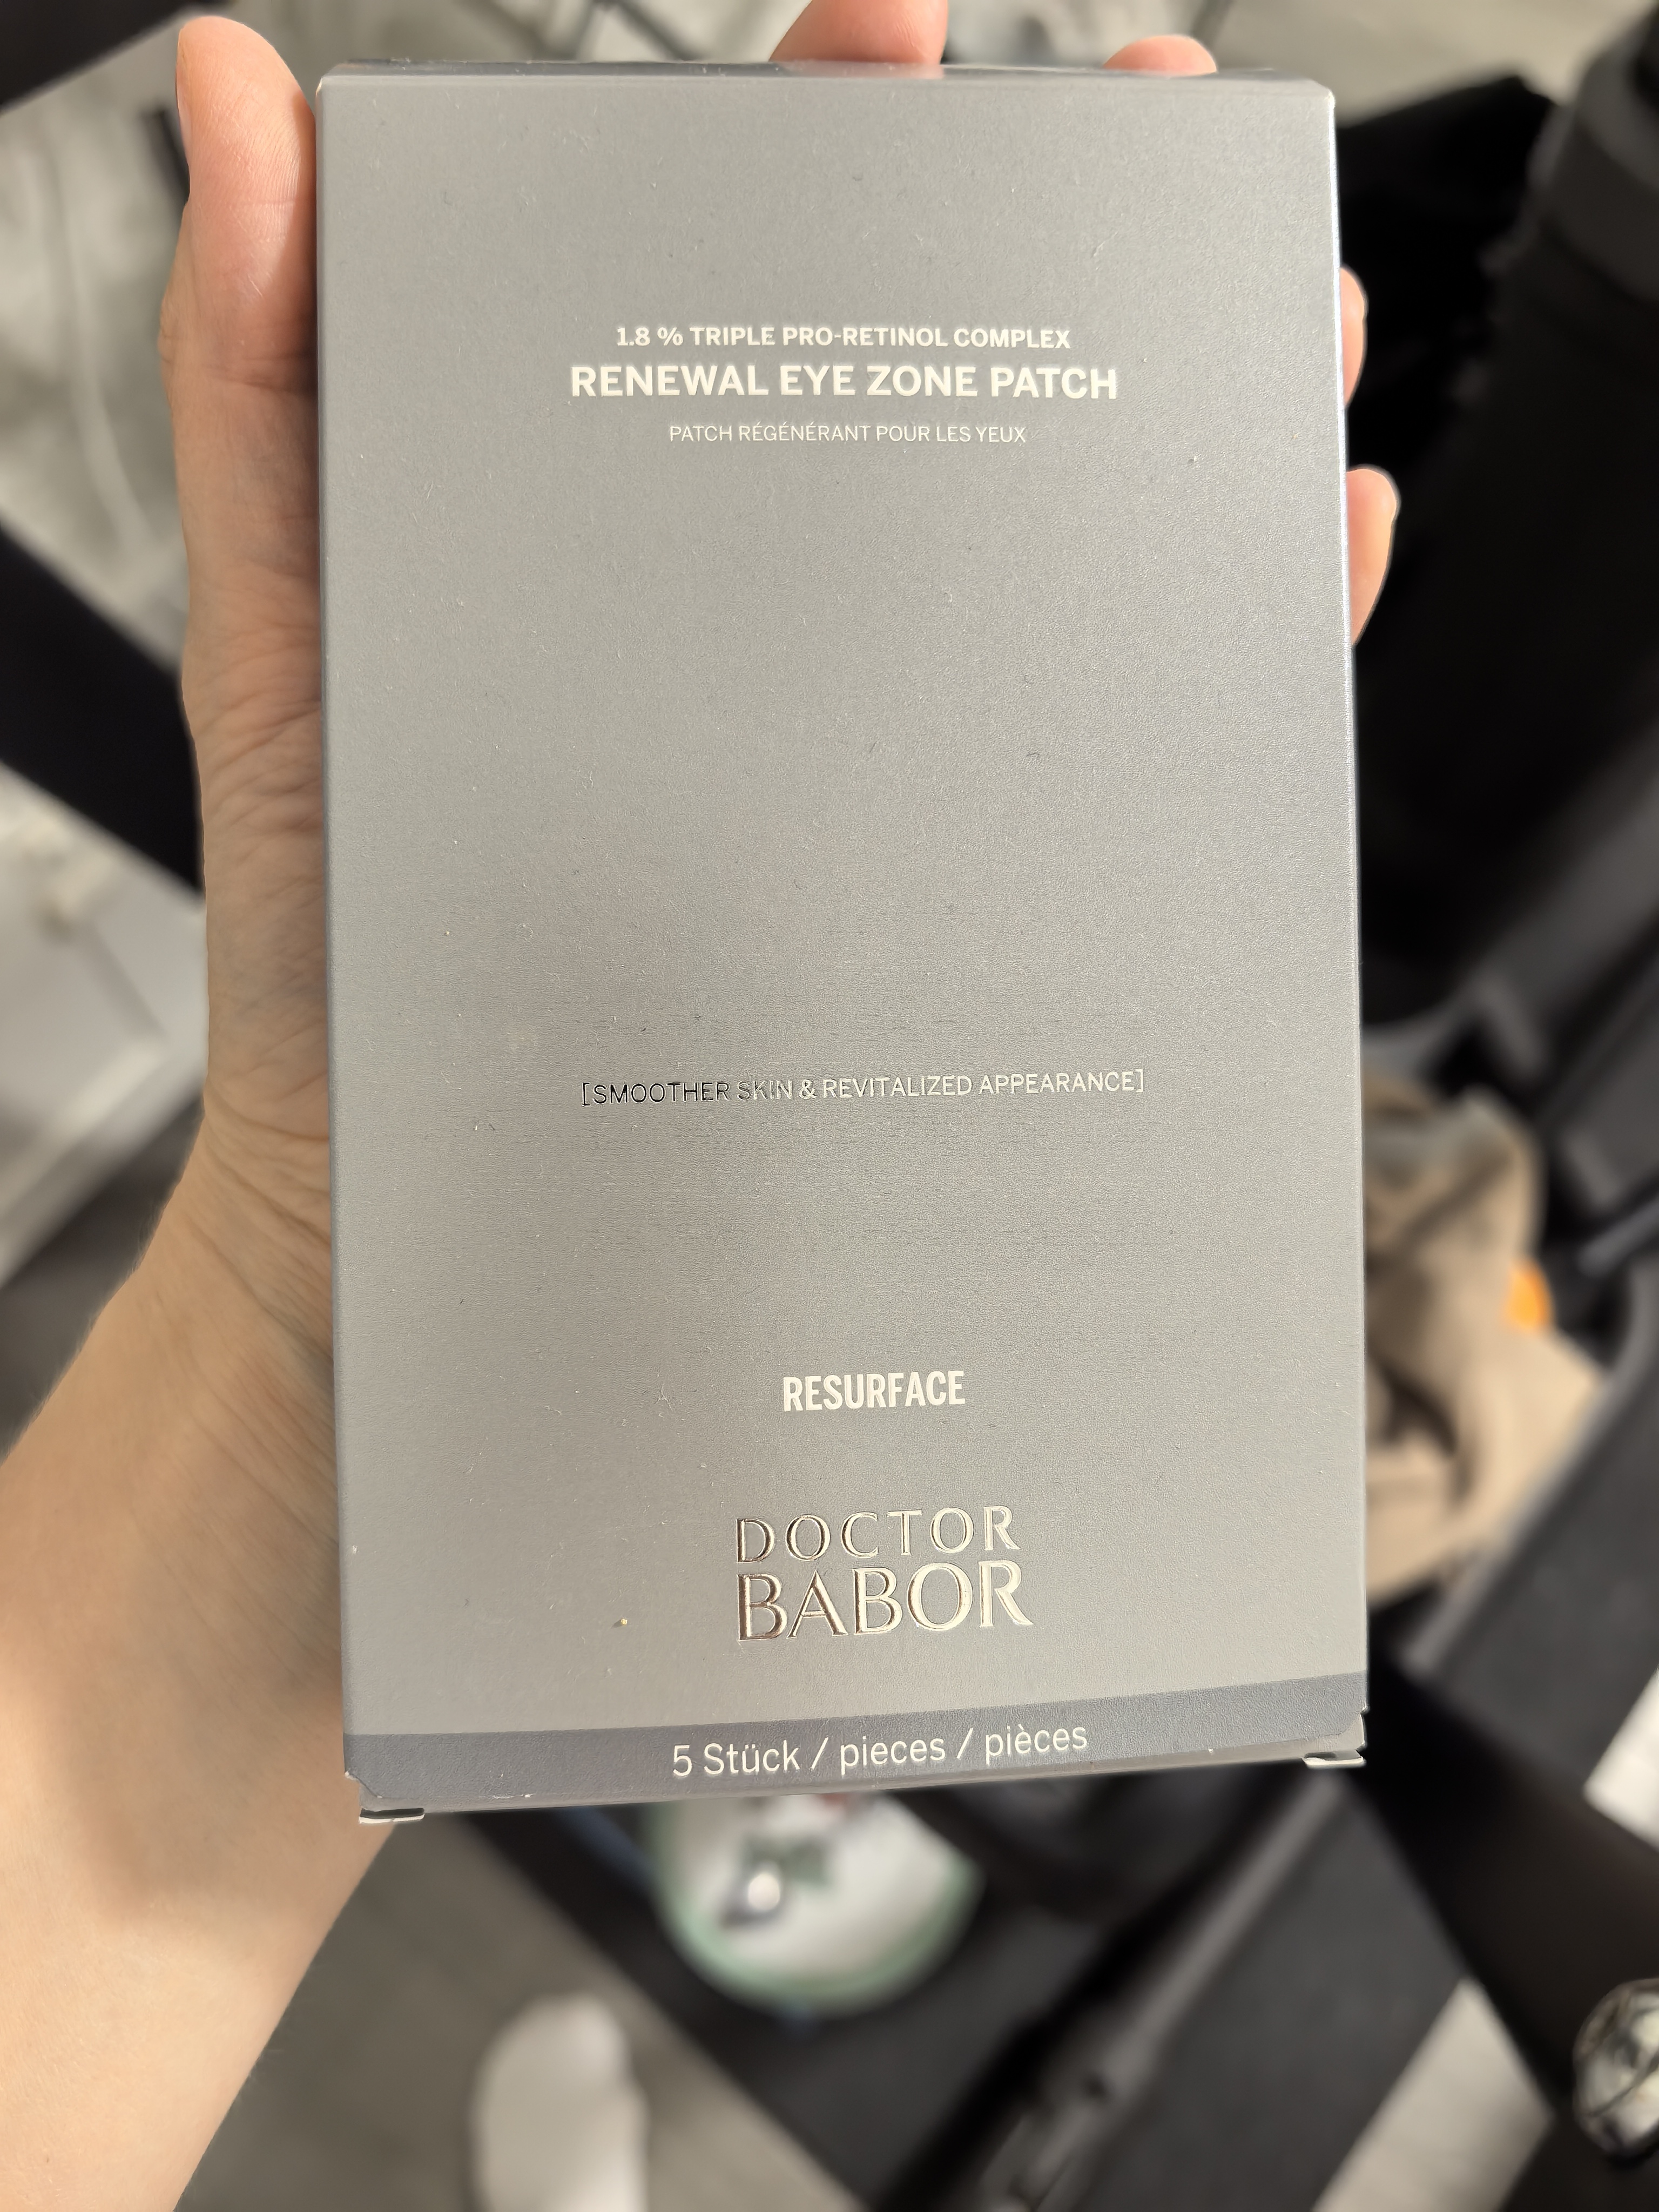 1.8 % TRIPLE PRO-RETINOL COMPLEX
RENEWAL EYE ZONE PATCH
PATCH RÉGÉNÉRANT POUR LES YEUX
[SMOOTHER SKIN & REVITALIZED APPEARANCE]
RESURFACE
DOCTOR
BABOR
5 Stück / pieces / pièces